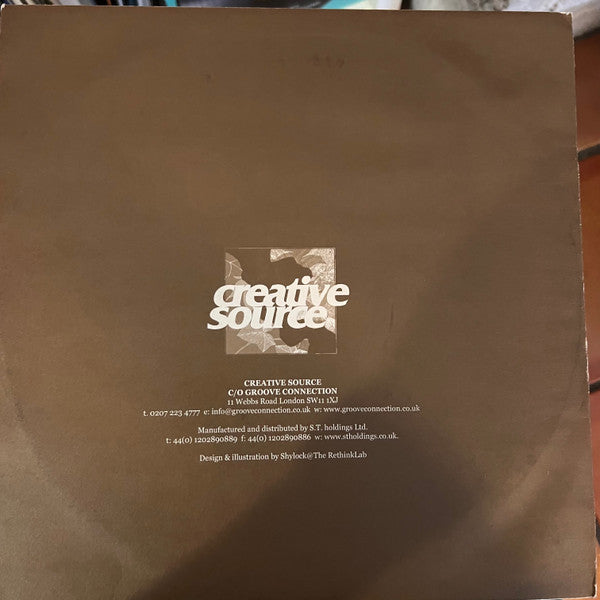 creative
source
CREATIVE SOURCE
C/O GROOVE CONNECTION
11 Webbs Road London SW11 1XJ
t. 0207 223 4777 e: info@grooveconnection.co.uk w: www.grooveconnection.co.uk
Manufactured and distributed by S.T. holdings Ltd.
t: 44(0) 1202890889 f: 44(0) 1202890886 w: www.stholdings.co.uk.
Design & illustration by Shylock@The RethinkLab